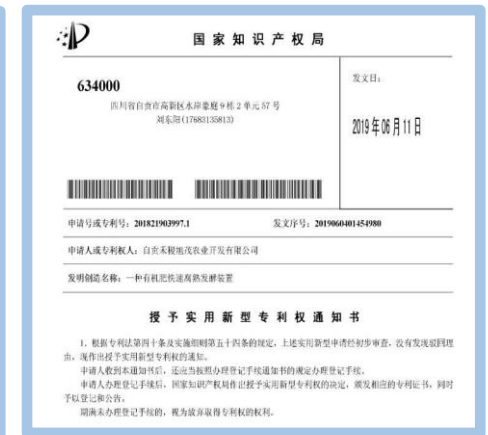 国家知识产权局
634000
四川省自贡市高新区水岸豪庭9栋2单元57号
刘东阳(17683135813)
发文日：
2019年06月11日
申请号或专利号：201821903997.1 发文序号：2019060401454980
申请人或专利权人：自贡禾稷旭茂农业开发有限公司
发明创造名称：一种有机肥快速腐熟发酵装置
授予实用新型专利权通知书
1. 根据专利法第四十条及实施细则第五十四条的规定，上述实用新型申请经初步审查，没有发现驳回理
由，现作出授予实用新型专利权的通知。
申请人收到本通知书后，还应当按照办理登记手续通知书的规定办理登记手续。
申请人办理登记手续后，国家知识产权局作出授予实用新型专利权的决定，颁发相应的专利证书，同时
予以登记和公告。
期满未办理登记手续的，视为放弃取得专利权的权利。